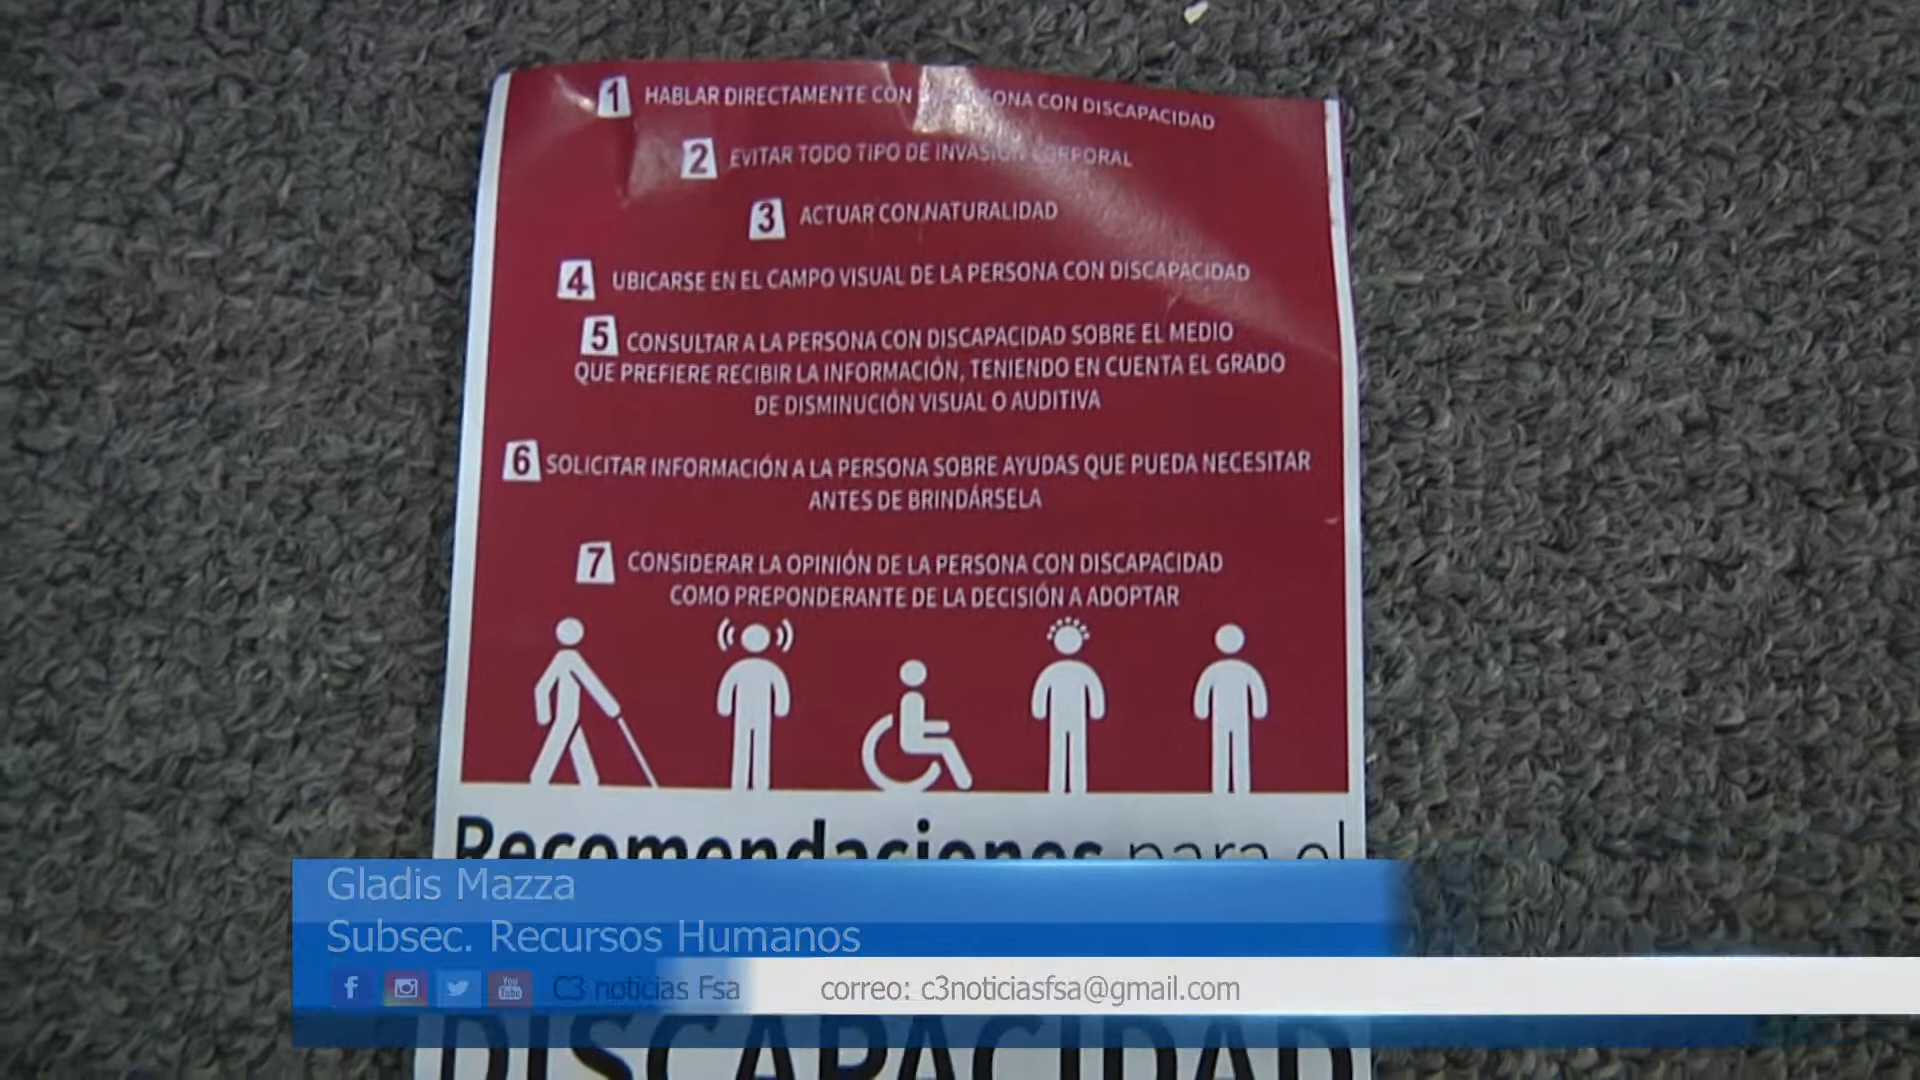 1 HABLAR DIRECTAMENTE CON PERSONA CON DISCAPACIDAD
2 EVITAR TODO TIPO DE INVASIÓN CORPORAL
3 ACTUAR CON NATURALIDAD
4 UBICARSE EN EL CAMPO VISUAL DE LA PERSONA CON DISCAPACIDAD
5 CONSULTAR A LA PERSONA CON DISCAPACIDAD SOBRE EL MEDIO
QUE PREFIERE RECIBIR LA INFORMACIÓN, TENIENDO EN CUENTA EL GRADO
DE DISMINUCIÓN VISUAL O AUDITIVA
6 SOLICITAR INFORMACIÓN A LA PERSONA SOBRE AYUDAS QUE PUEDA NECESITAR
ANTES DE BRINDÁRSELA
7 CONSIDERAR LA OPINIÓN DE LA PERSONA CON DISCAPACIDAD
COMO PREPONDERANTE DE LA DECISIÓN A ADOPTAR
Recomendaciones para el
Gladis Mazza
Subsec. Recursos Humanos
You Tube C3 noticias Fsa correo: c3noticiasfsa@gmail.com
DISCAPACIDAD